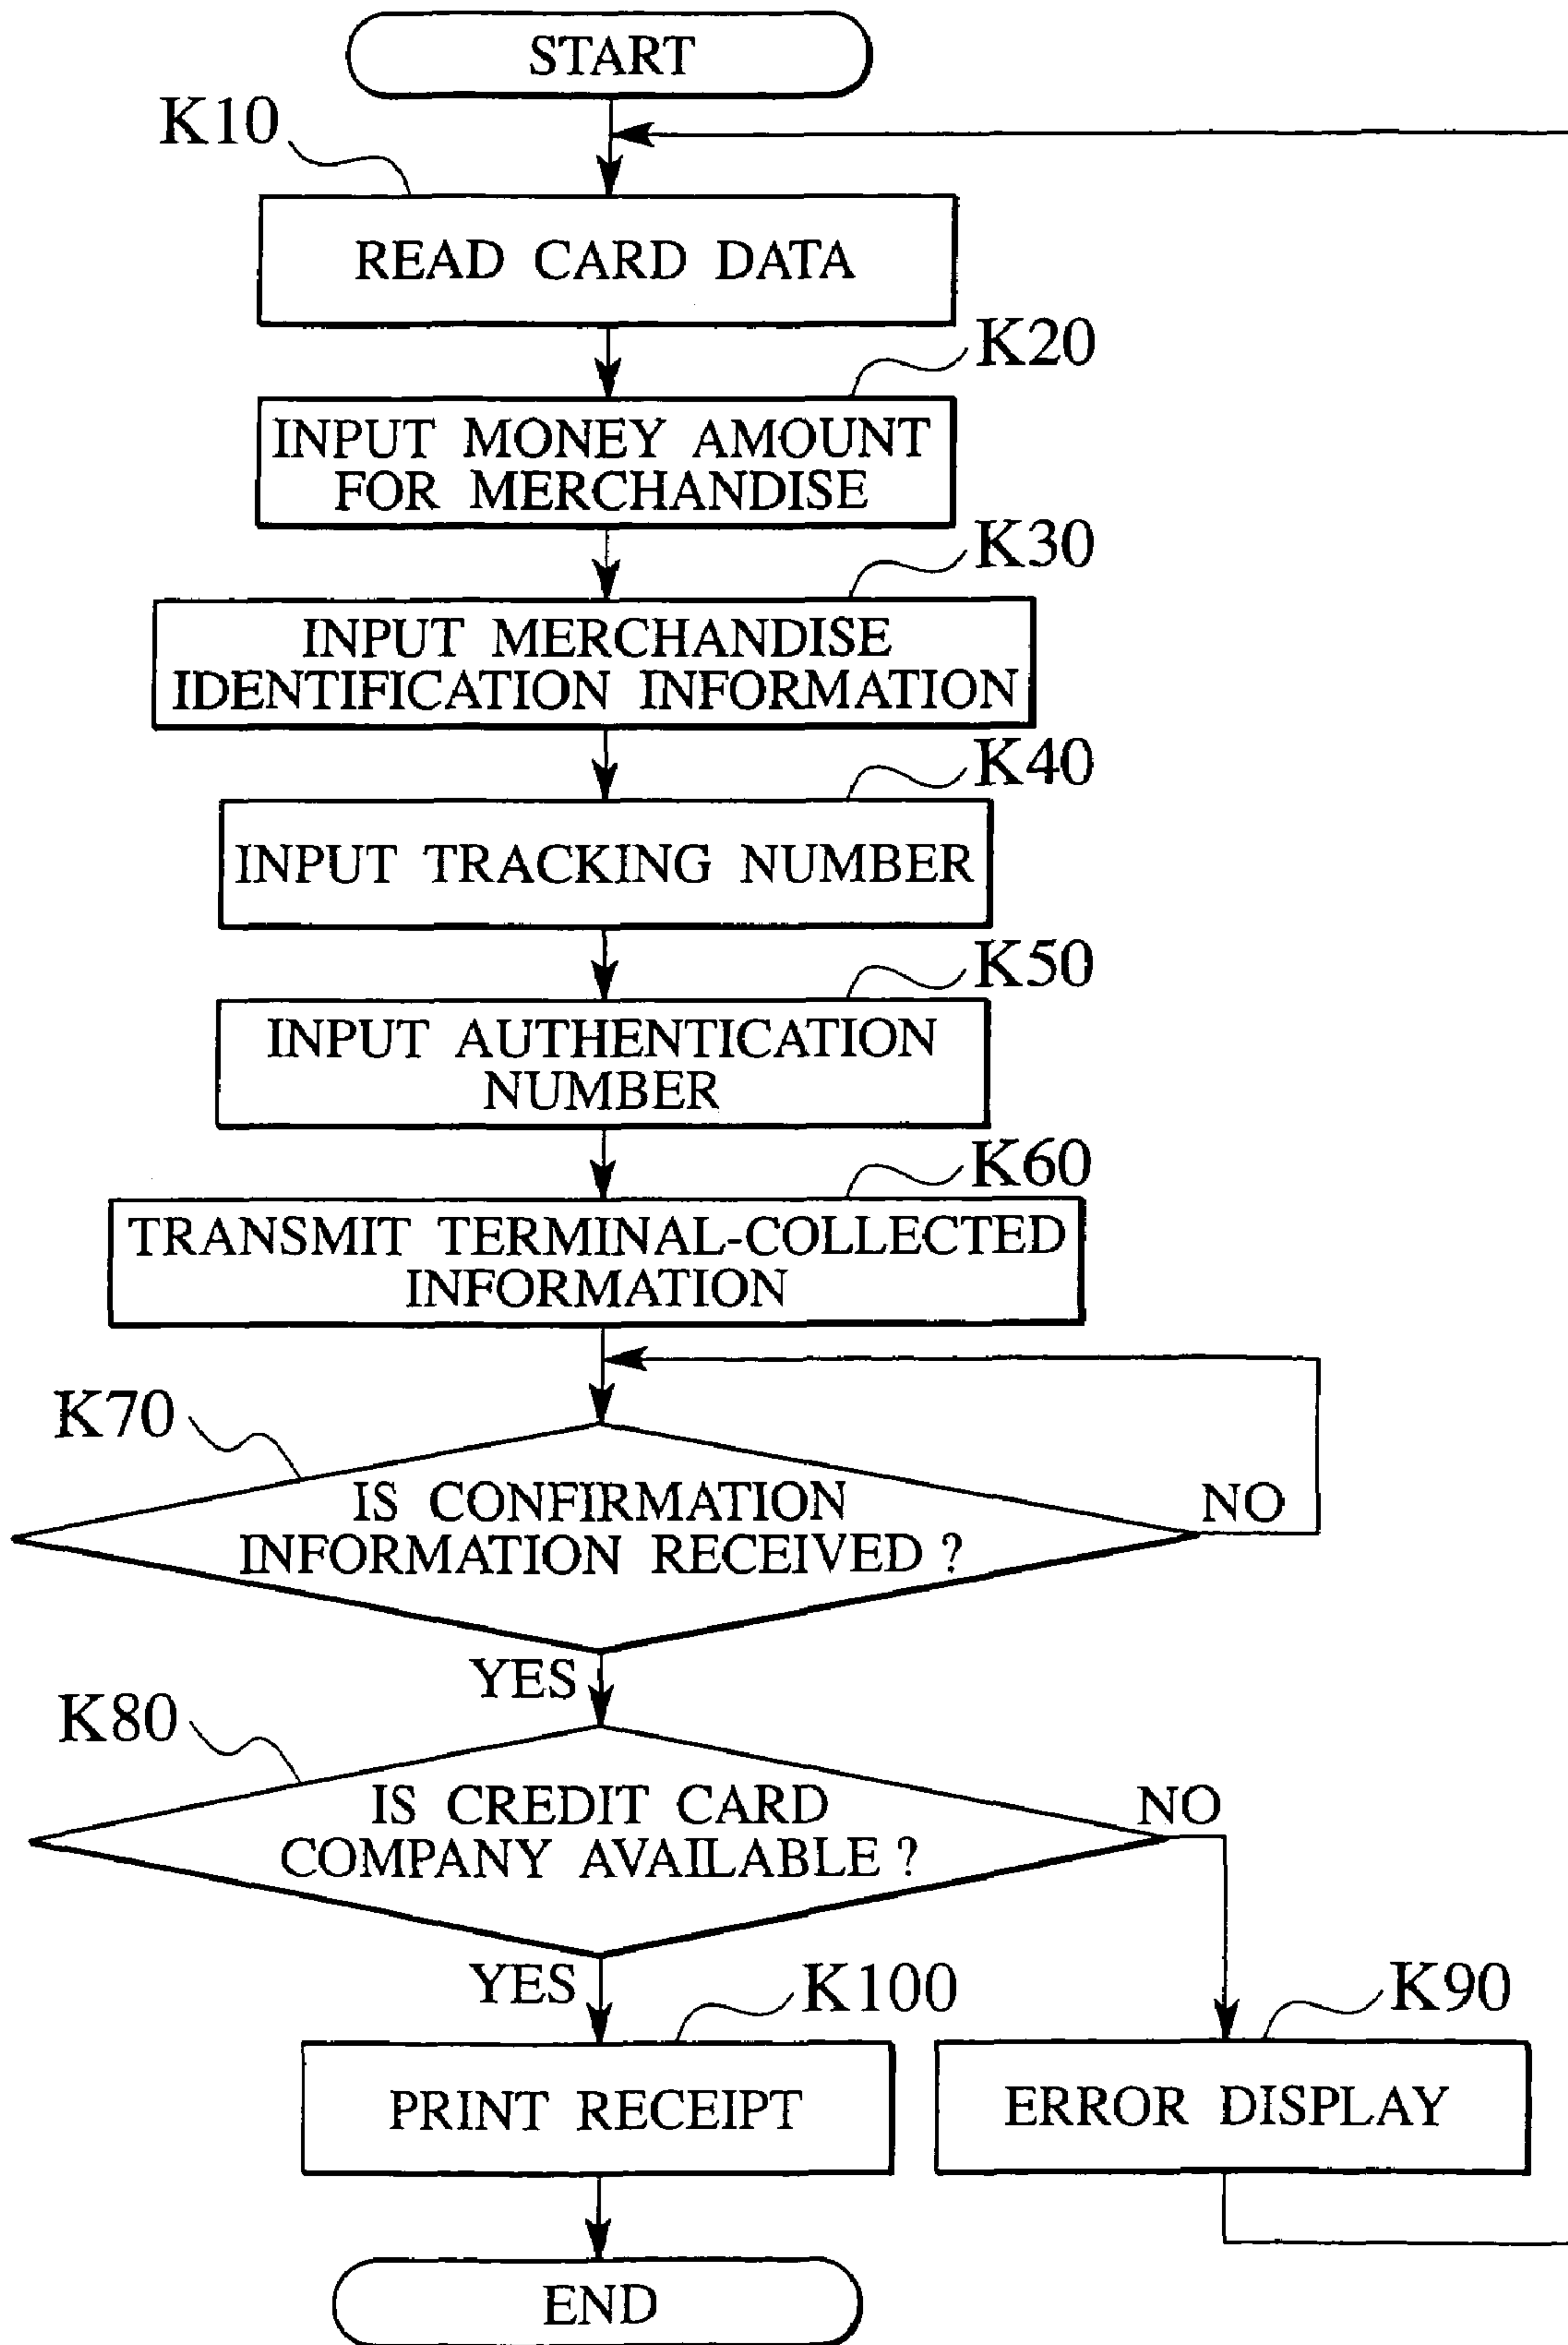 START
K10
READ CARD DATA
K20
INPUT MONEY AMOUNT
FOR MERCHANDISE
K30
INPUT MERCHANDISE
IDENTIFICATION INFORMATION
K40
INPUT TRACKING NUMBER
K50
INPUT AUTHENTICATION
NUMBER
K60
TRANSMIT TERMINAL-COLLECTED
INFORMATION
K70
IS CONFIRMATION
INFORMATION RECEIVED ?
NO
YES
K80
IS CREDIT CARD
COMPANY AVAILABLE ?
NO
YES
K100
K90
PRINT RECEIPT
ERROR DISPLAY
END